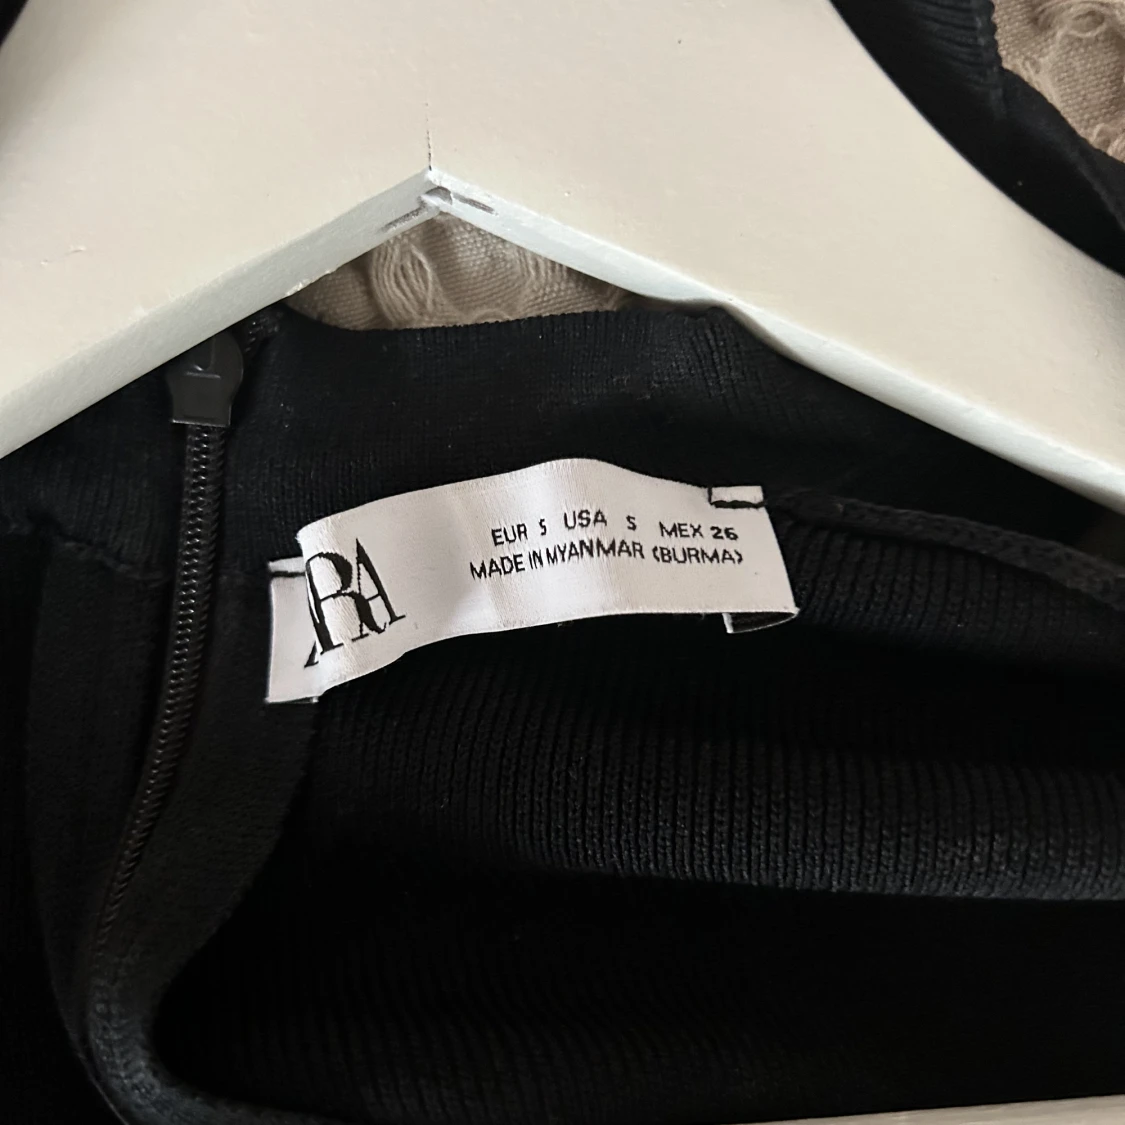 ZARA
EUR S USA S MEX 26
MADE IN MYANMAR (BURMA)